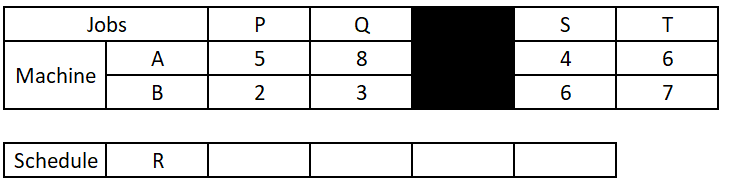 Jobs P Q S T
Machine A 5 8 4 6
B 2 3 6 7
Schedule R